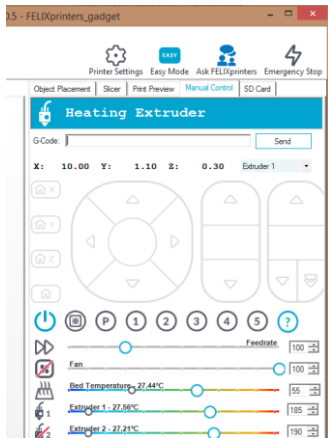 0.5 - FELIXprinters_gadget
EASY
Printer Settings Easy Mode Ask FELIXprinters Emergency Stop
Object Placement Slicer Print Preview Manual Control SD Card
Heating Extruder
G-Code: Send
X: 10.00 Y: 1.10 Z: 0.30 Extruder 1
X
Y
Z
P 1 2 3 4 5 ?
Feedrate 100
Fan 100
Bed Temperature - 27.44°C 55
1 Extruder 1 - 27.56°C 185
2 Extruder 2 - 27.21°C 190